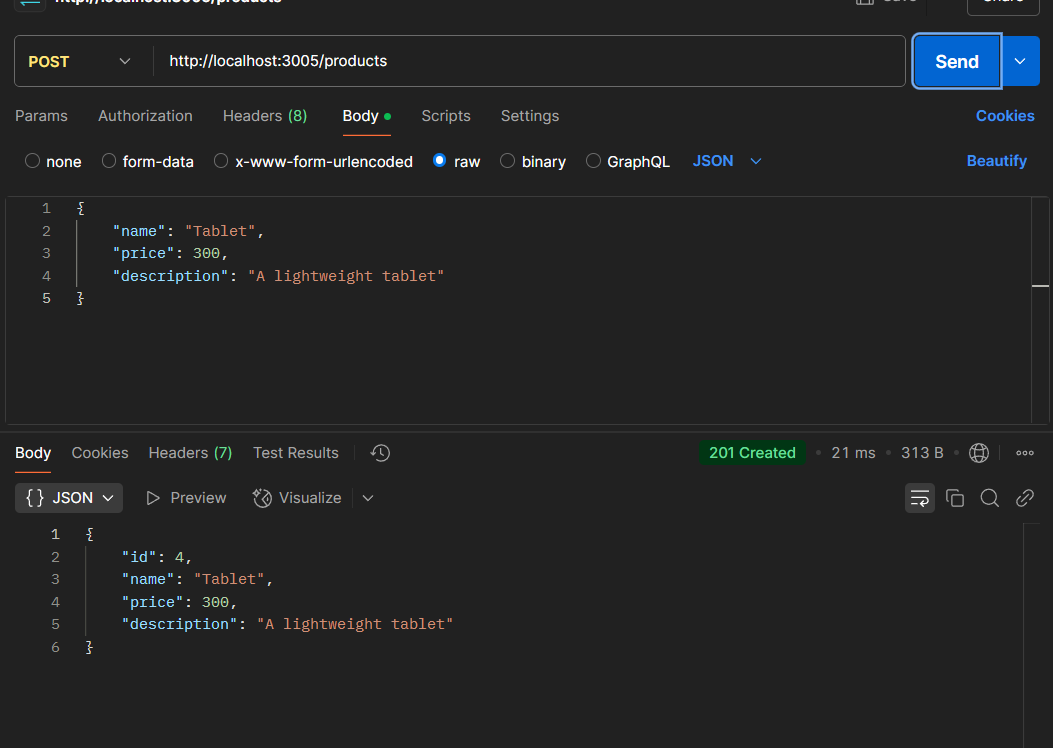 POST http://localhost:3005/products Send
Params Authorization Headers (8) Body Scripts Settings Cookies
none form-data x-www-form-urlencoded raw binary GraphQL JSON Beautify
1 {
2 "name": "Tablet",
3 "price": 300,
4 "description": "A lightweight tablet"
5 }
Body Cookies Headers (7) Test Results 201 Created • 21 ms • 313 B
{} JSON Preview Visualize
1 {
2 "id": 4,
3 "name": "Tablet",
4 "price": 300,
5 "description": "A lightweight tablet"
6 }